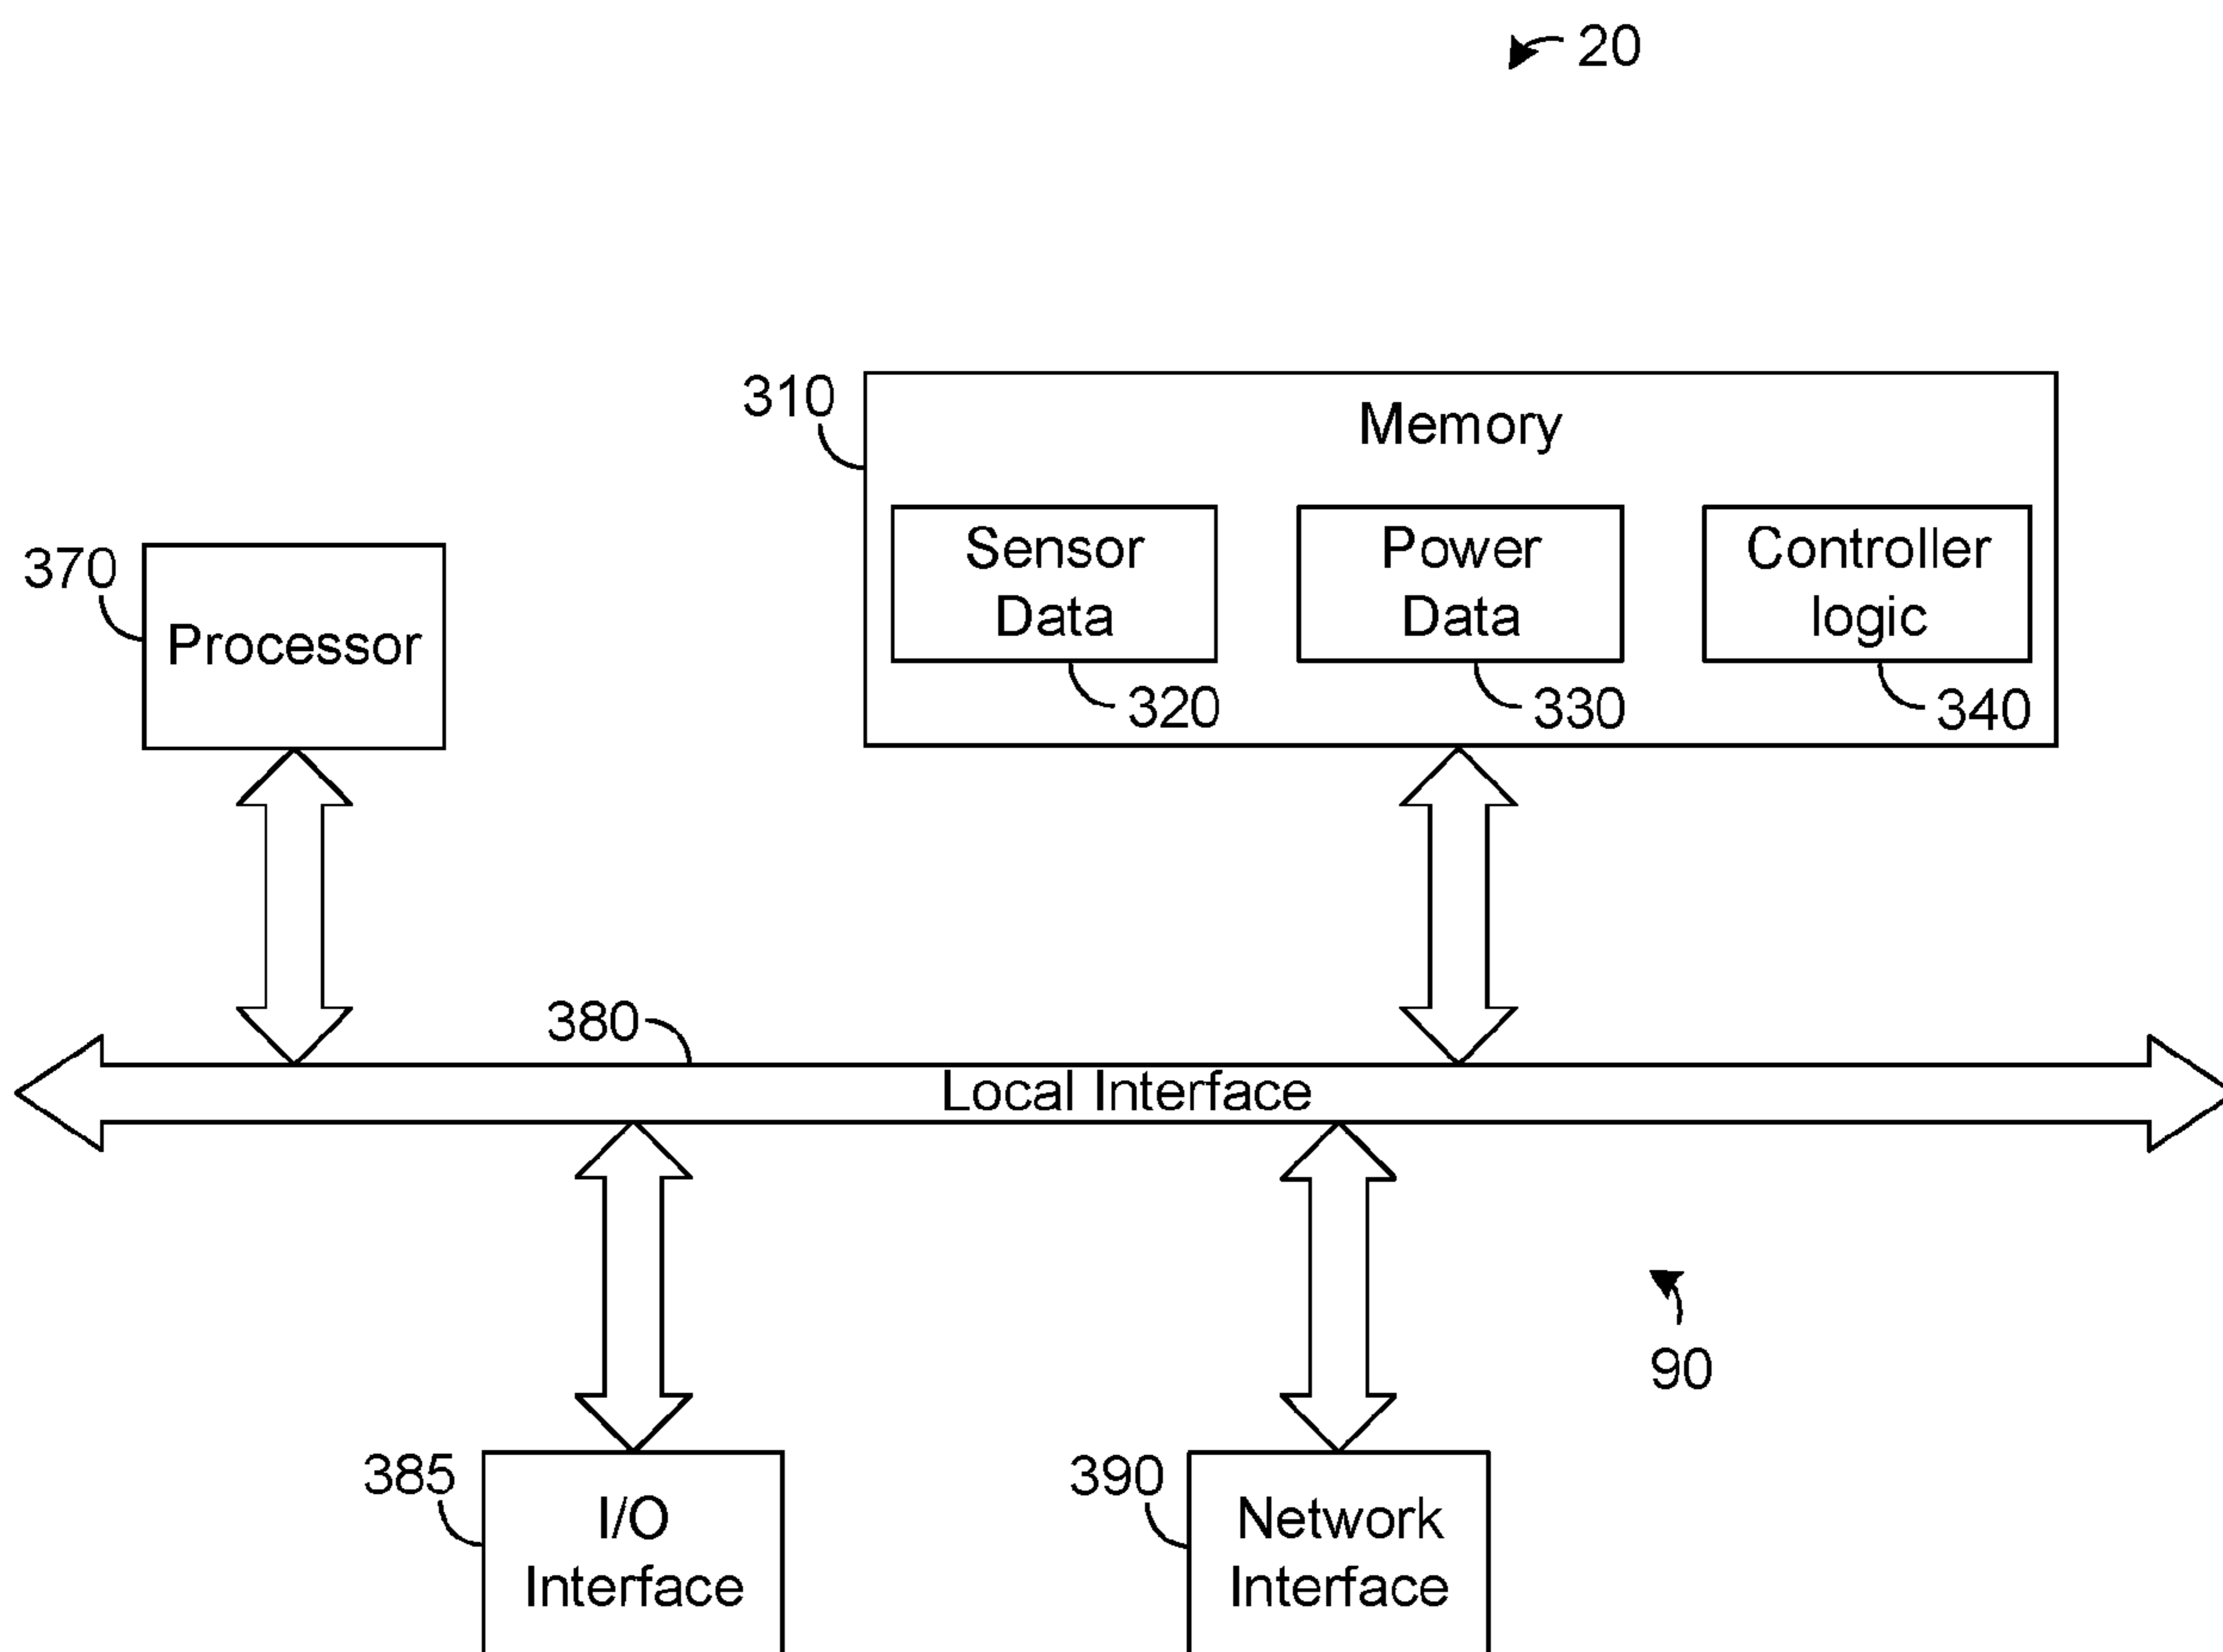 20
310
Memory
370
Processor
Sensor
Data
320
Power
Data
330
Controller
logic
340
380
Local Interface
90
385
I/O
Interface
390
Network
Interface